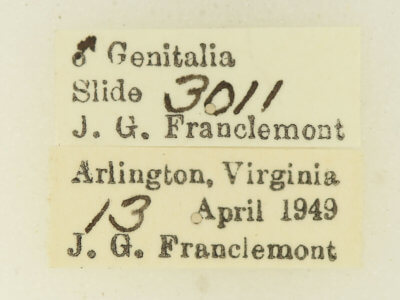 ♂ Genitalia
Slide 3011
J. G. Franclemont
Arlington, Virginia
13 April 1949
J. G. Franclemont